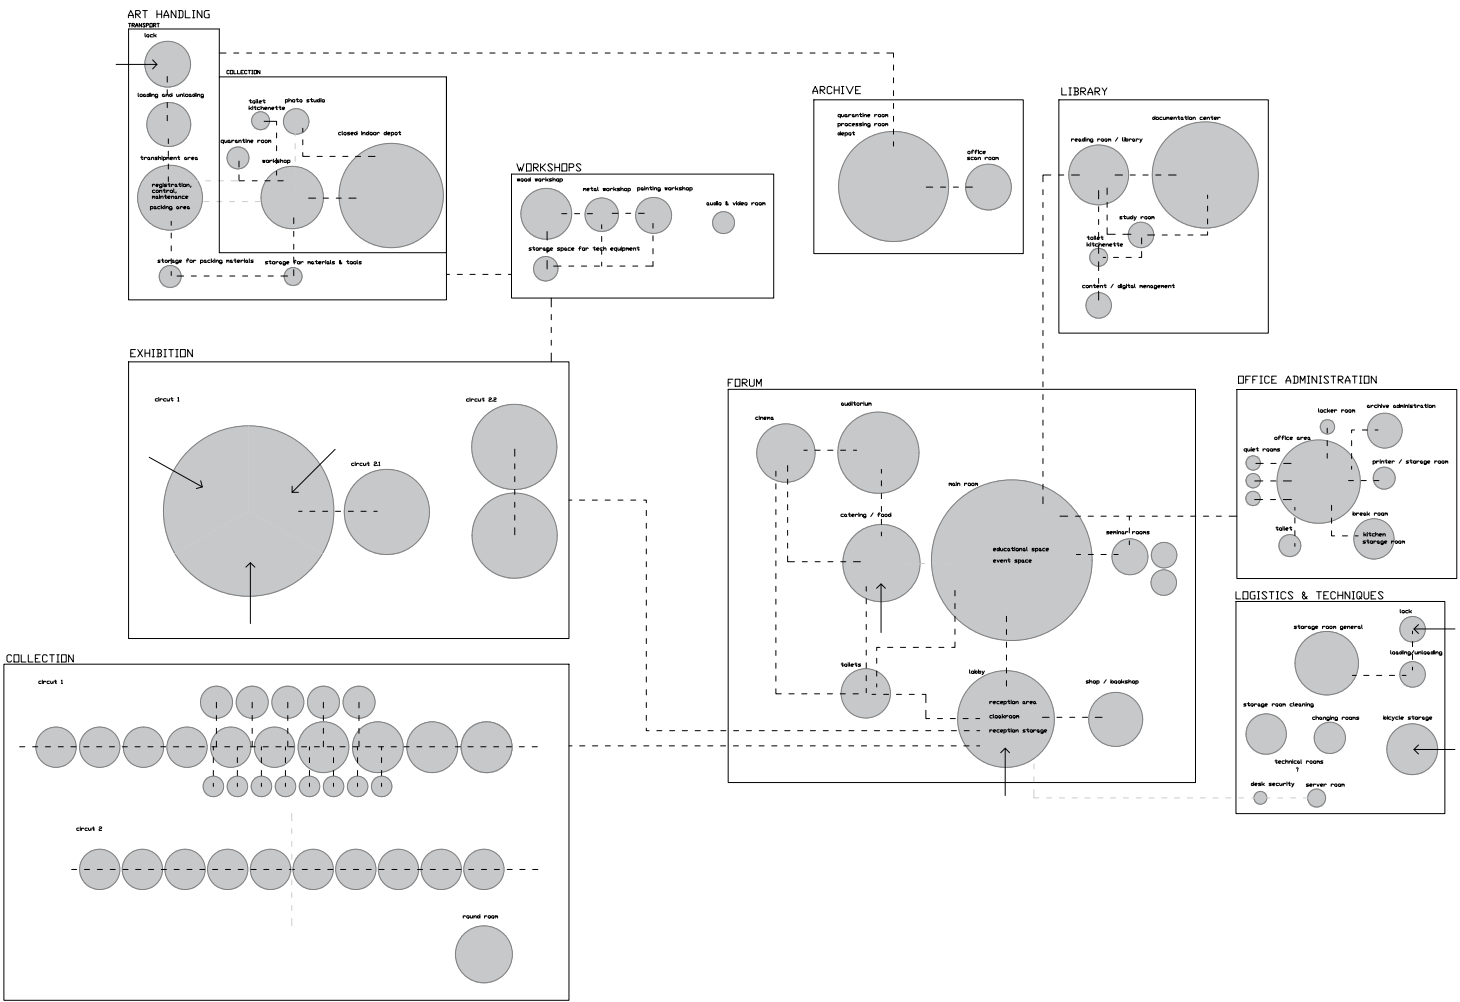 ART HANDLING
TRANSPORT
lock
loading and unloading
transhipment area
registration,
control,
maintenance
packing area
COLLECTION
toilet
kitchenette
photo studio
quarantine room
closed indoor depot
workshop
storage for packing materials
storage for materials & tools
WORKSHOPS
wood workshop
metal workshop
painting workshop
audio & video room
storage space for tech equipment
ARCHIVE
quarantine room
processing room
depot
office
scan room
LIBRARY
documentation center
reading room / library
study room
toilet
kitchenette
content / digital menagement
EXHIBITION
circut 1
circut 2.1
circut 2.2
FORUM
cinema
auditorium
catering / food
main room
educational space
event space
seminar rooms
toilets
lobby
reception area
cloakroom
reception storage
shop / bookshop
OFFICE ADMINISTRATION
locker room
archive administration
office area
quiet rooms
printer / storage room
break room
kitchen
storage room
toilet
LOGISTICS & TECHNIQUES
lock
storage room general
loading/unloading
storage room cleaning
changing rooms
bicycle storage
technical rooms
?
desk security
server room
COLLECTION
circut 1
circut 2
round room